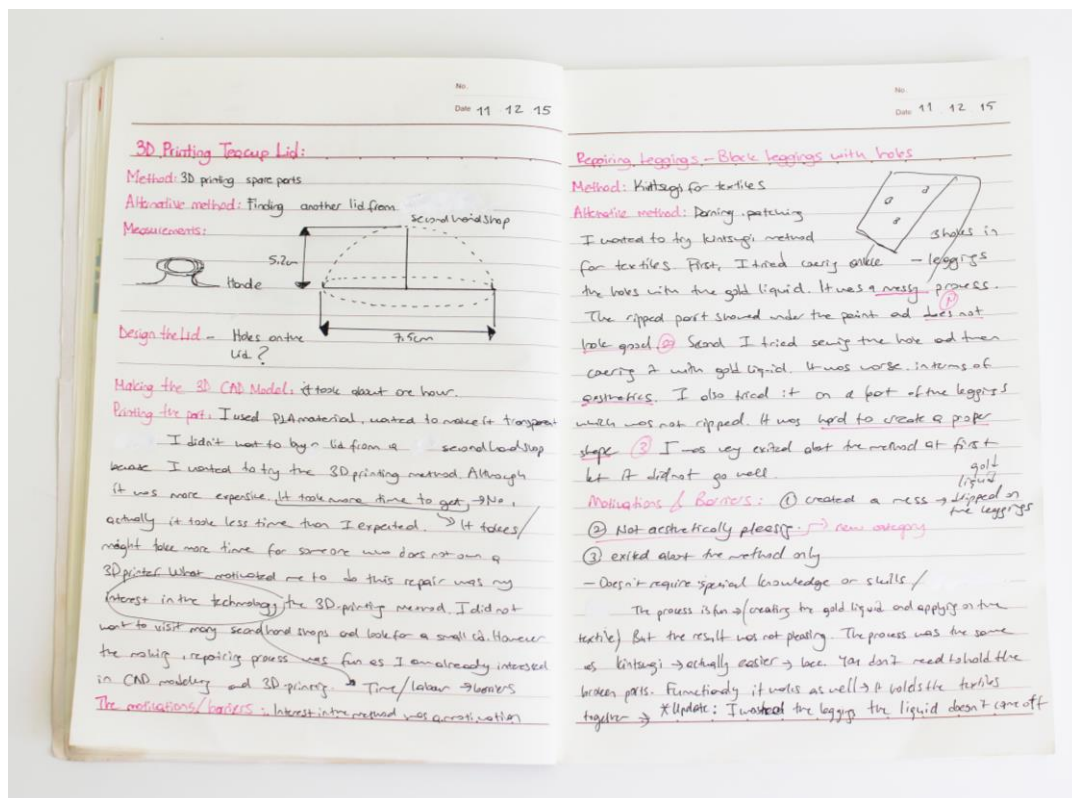 No.
Date 11 12 15
3D Printing Teacup Lid:
Method: 3D printing spare parts
Alternative method: Finding another lid from
second hand shop
Measurements:
5.2cm
Handle
7.5cm
Design the Lid - Holes on the
Lid?
Making the 3D CAD Model: it took about one hour.
Printing the part: I used PLA material, wanted to make it transparent
I didn't want to buy a lid from a second hand shop
because I wanted to try the 3D printing method. Although
it was more expensive. It took more time to get, → No,
actually it took less time than I expected. → It takes/
might take more time for someone who does not own a
3D printer. What motivated me to do this repair was my
interest in the technology, the 3D-printing method. I did not
want to visit many second hand shops and look for a small lid. However
the making, repairing process was fun as I am already interested
in CAD modeling and 3D-printing. → Time/Labour → barriers
The motivations/barriers: Interest in the method was a motivation
No.
Date 11 12 15
Repairing Leggings - Black leggings with holes
Method: Kintsugi for textiles
Alternative method: Darning, patching
I wanted to try kintsugi method
3 holes in
for textiles. First, I tried - leggings
the holes with the gold liquid. It was a messy process.
①
The ripped part showed under the paint and does not
look good ② Second I tried sewing the hole and then
covering it with gold liquid. It was worse in terms of
aesthetics. I also tried it on a part of the leggings
which was not ripped. It was hard to create a proper
shape ③ I was very exited about the method at first
but it did not go well.
Motivations & Barriers: ① created a mess → gold liquid dripped on the leggings
② Not aesthetically pleasing. → new category
③ exited about the method only
- Doesn't require special knowledge or skills /
The process is fun → (creating the gold liquid and applying on the
textile) But the result was not pleasing. The process was the same
as kintsugi → actually easier → bcc. You don't need to hold the
broken parts. Functionally it works as well → it holds the textiles
together → *Update: I washed the legging the liquid doesn't come off